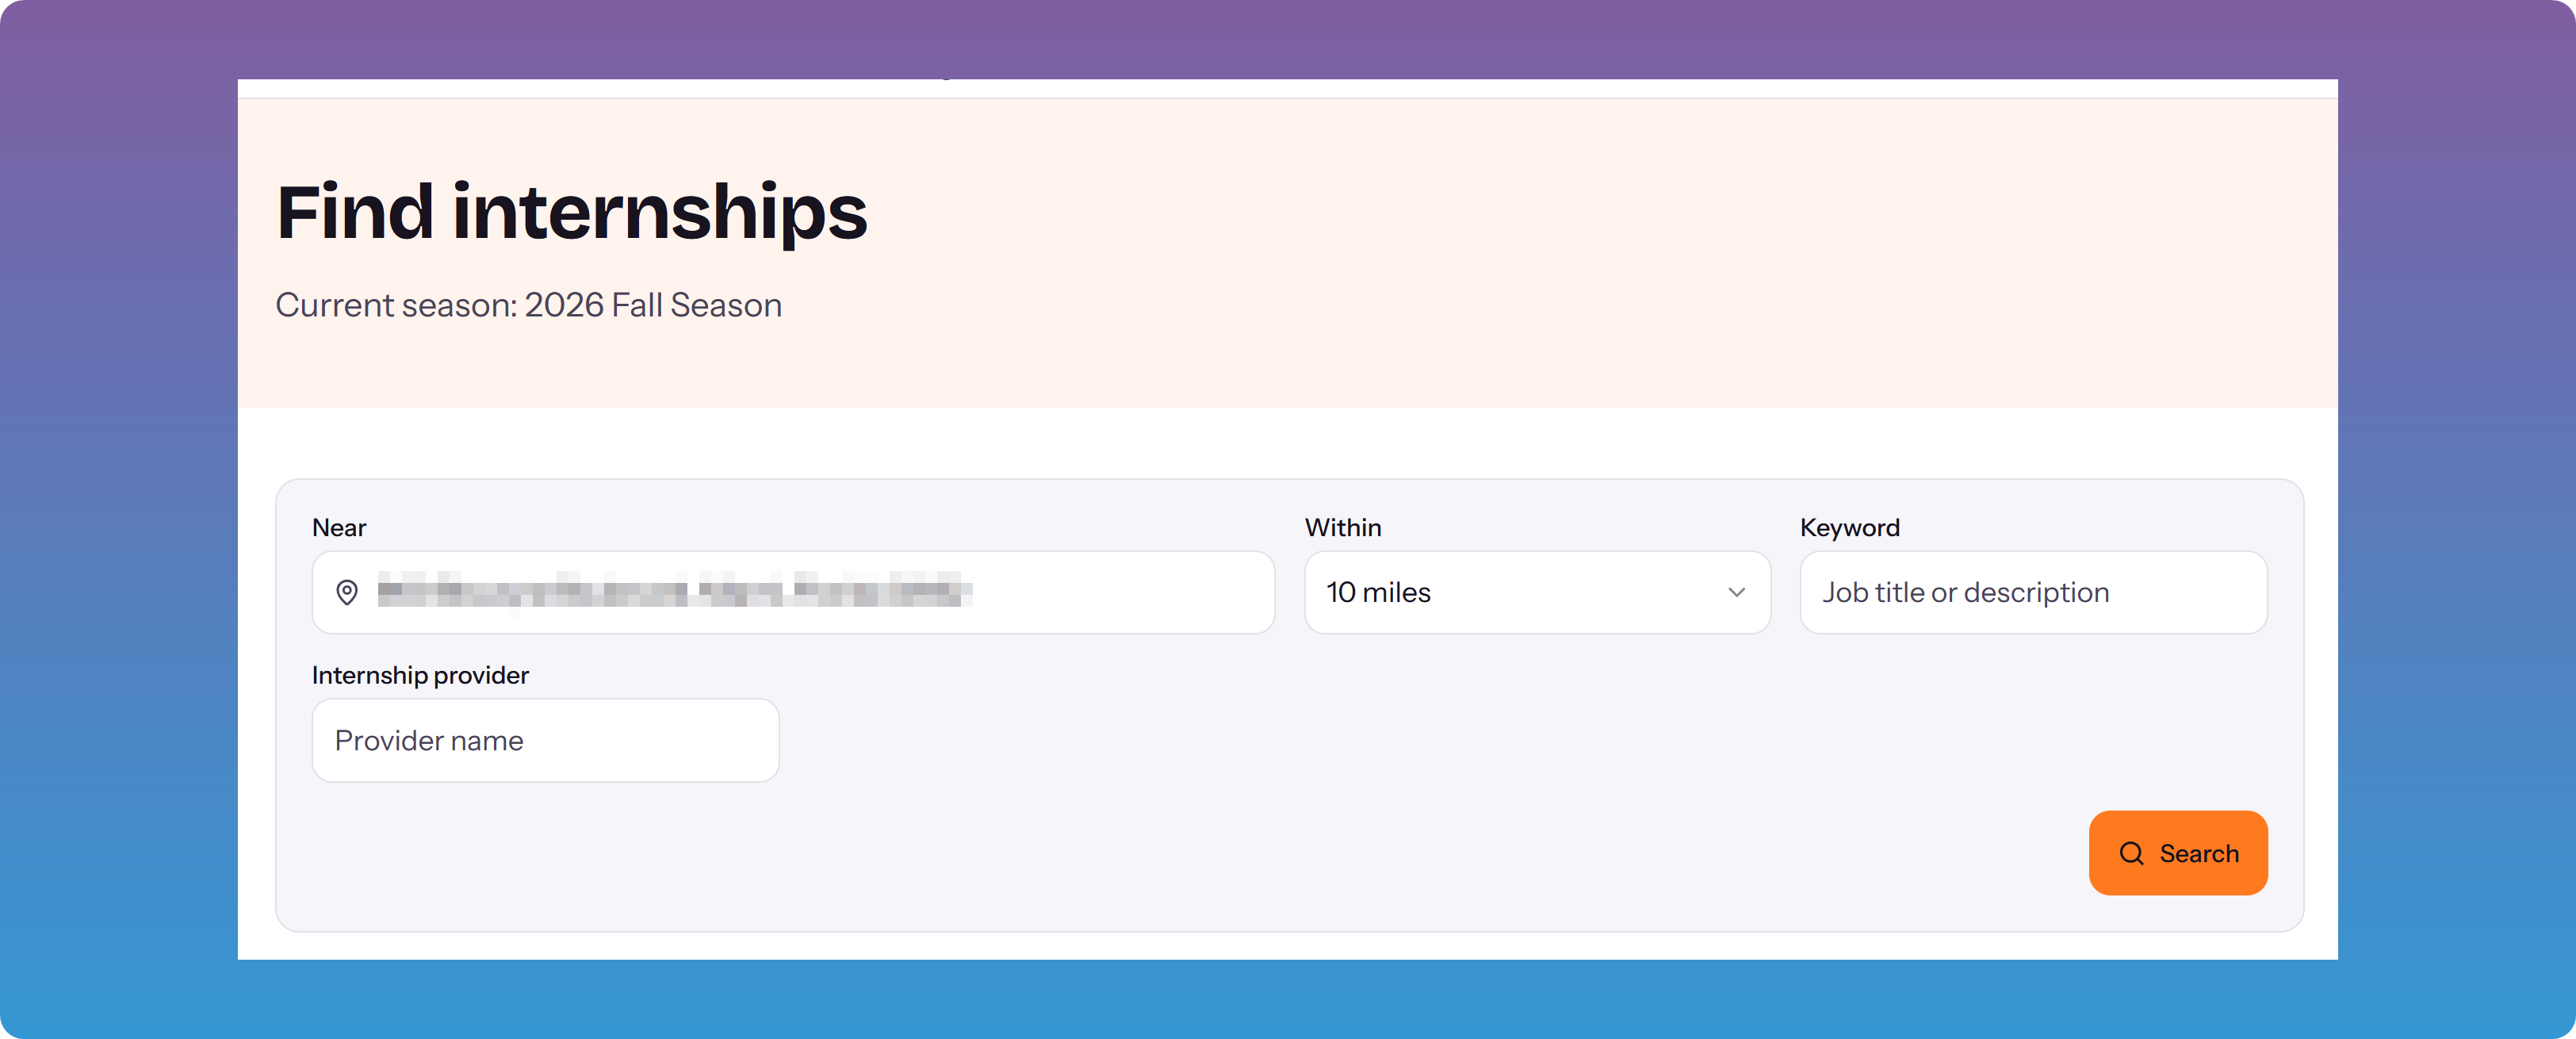 Find internships
Current season: 2026 Fall Season
Near
Within
Keyword
10 miles
Job title or description
Internship provider
Provider name
Search